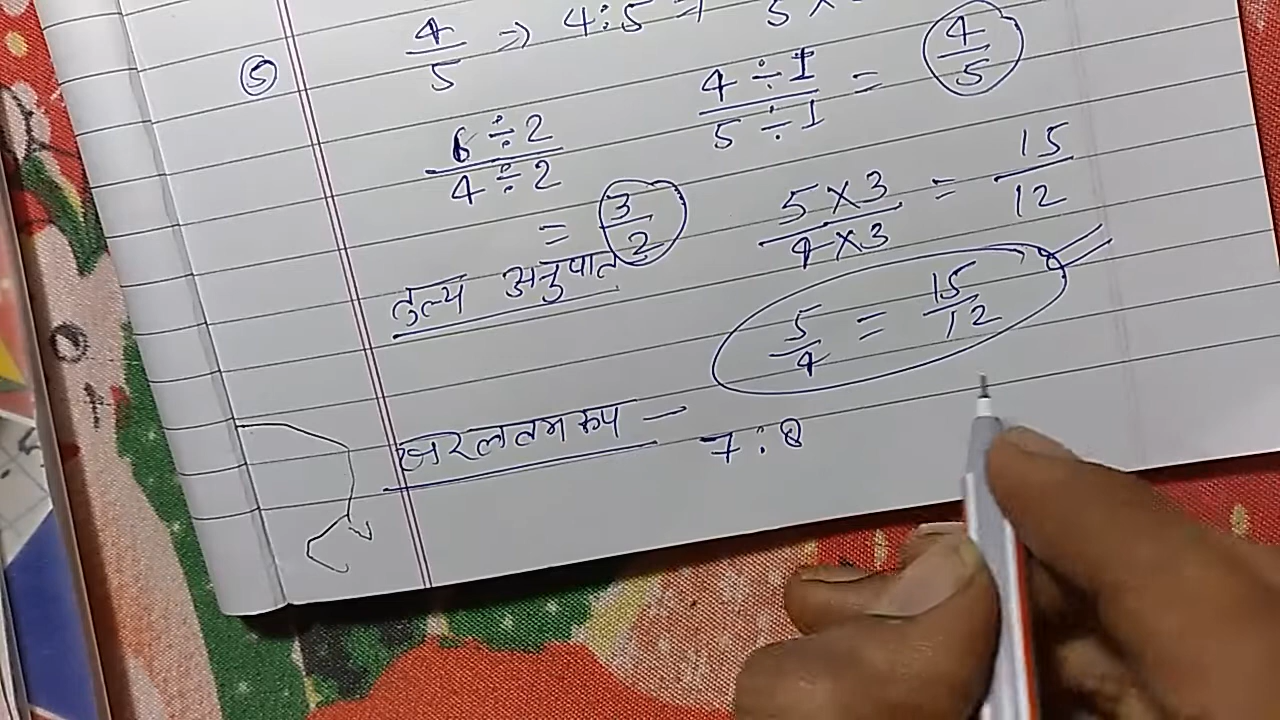 4/5 ⇒ 4:5 ⇒ 5 ×
⑤
6 ÷ 2 / 4 ÷ 2
= 3/2
4 ÷ 1 / 5 ÷ 1 = 4/5
5 × 3 / 4 × 3 = 15/12
तुल्य अनुपात
5/4 = 15/12
सरलतम रूप – 7 : 8